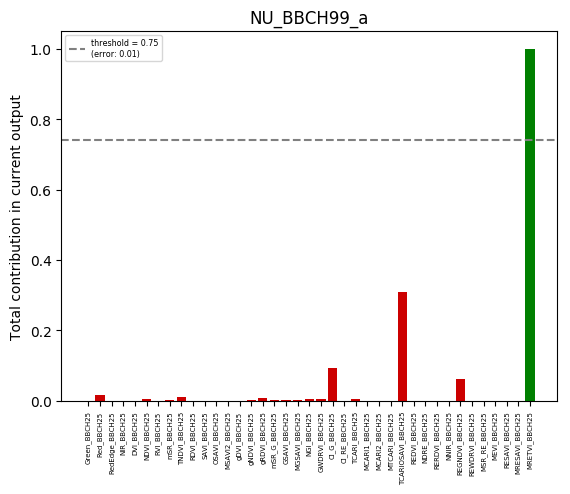 NU_BBCH99_a
threshold = 0.75
(error: 0.01)
Total contribution in current output
1.0
0.8
0.6
0.4
0.2
0.0
Green_BBCH25
Red_BBCH25
RedEdge_BBCH25
NIR_BBCH25
DVI_BBCH25
NDVI_BBCH25
RVI_BBCH25
mSR_BBCH25
TNDVI_BBCH25
RDVI_BBCH25
SAVI_BBCH25
OSAVI_BBCH25
MSAVI2_BBCH25
gDVI_BBCH25
gNDVI_BBCH25
gRDVI_BBCH25
mSR_G_BBCH25
GSAVI_BBCH25
MGSAVI_BBCH25
NGI_BBCH25
GWDRVI_BBCH25
CI_G_BBCH25
CI_RE_BBCH25
TCARI_BBCH25
MCARI1_BBCH25
MCARI2_BBCH25
MTCARI_BBCH25
TCARIOSAVI_BBCH25
REDVI_BBCH25
NDRE_BBCH25
RERDVI_BBCH25
NNIR_BBCH25
REGNDVI_BBCH25
REWDRVI_BBCH25
MSR_RE_BBCH25
MEVI_BBCH25
RESAVI_BBCH25
MRESAVI_BBCH25
MRETVI_BBCH25